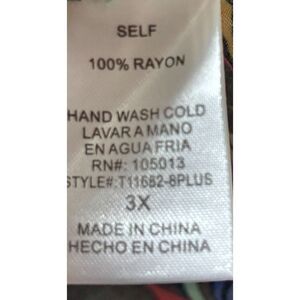 SELF
100% RAYON
HAND WASH COLD
LAVAR A MANO
EN AGUA FRIA
RN#: 105013
STYLE#:T11682-8PLUS
3X
MADE IN CHINA
HECHO EN CHINA